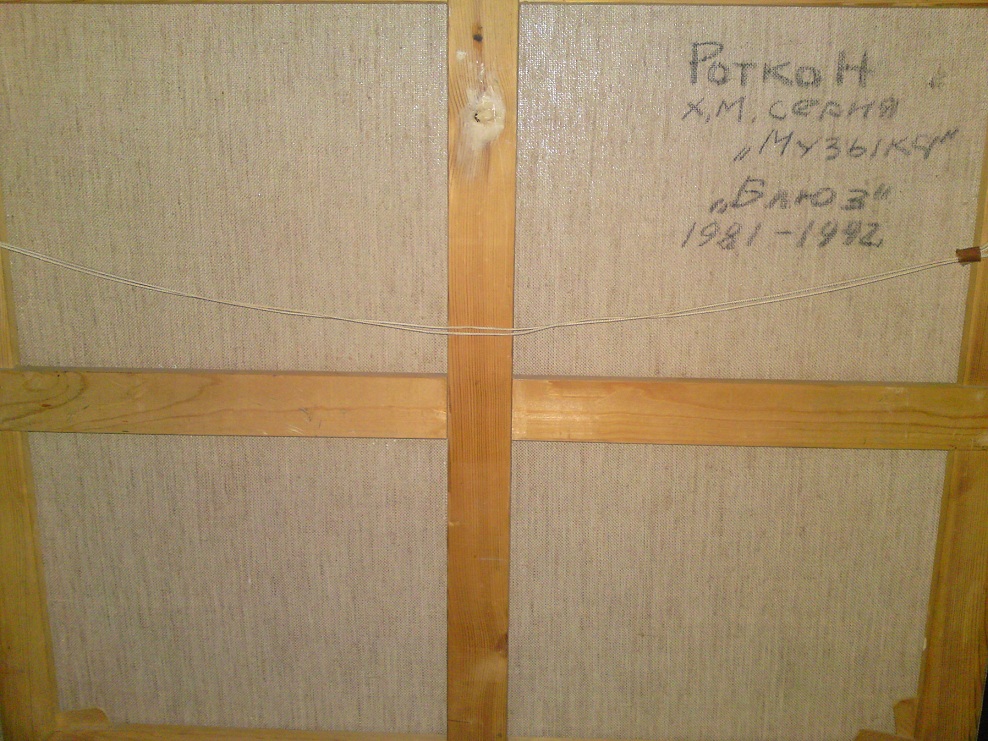 Ротко Н
Х.М. серия
„Музыка"
„Блюз"
1981-1992